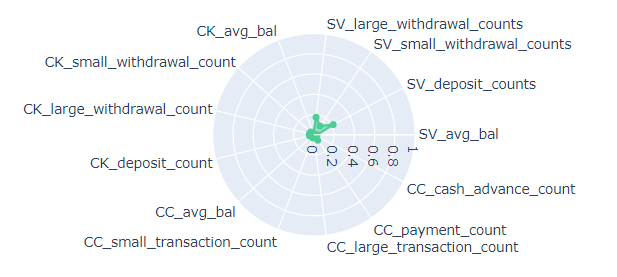 SV_large_withdrawal_counts
CK_avg_bal
SV_small_withdrawal_counts
CK_small_withdrawal_count
SV_deposit_counts
CK_large_withdrawal_count
SV_avg_bal
0
0.2
0.4
0.6
0.8
1
CK_deposit_count
CC_cash_advance_count
CC_avg_bal
CC_payment_count
CC_small_transaction_count
CC_large_transaction_count